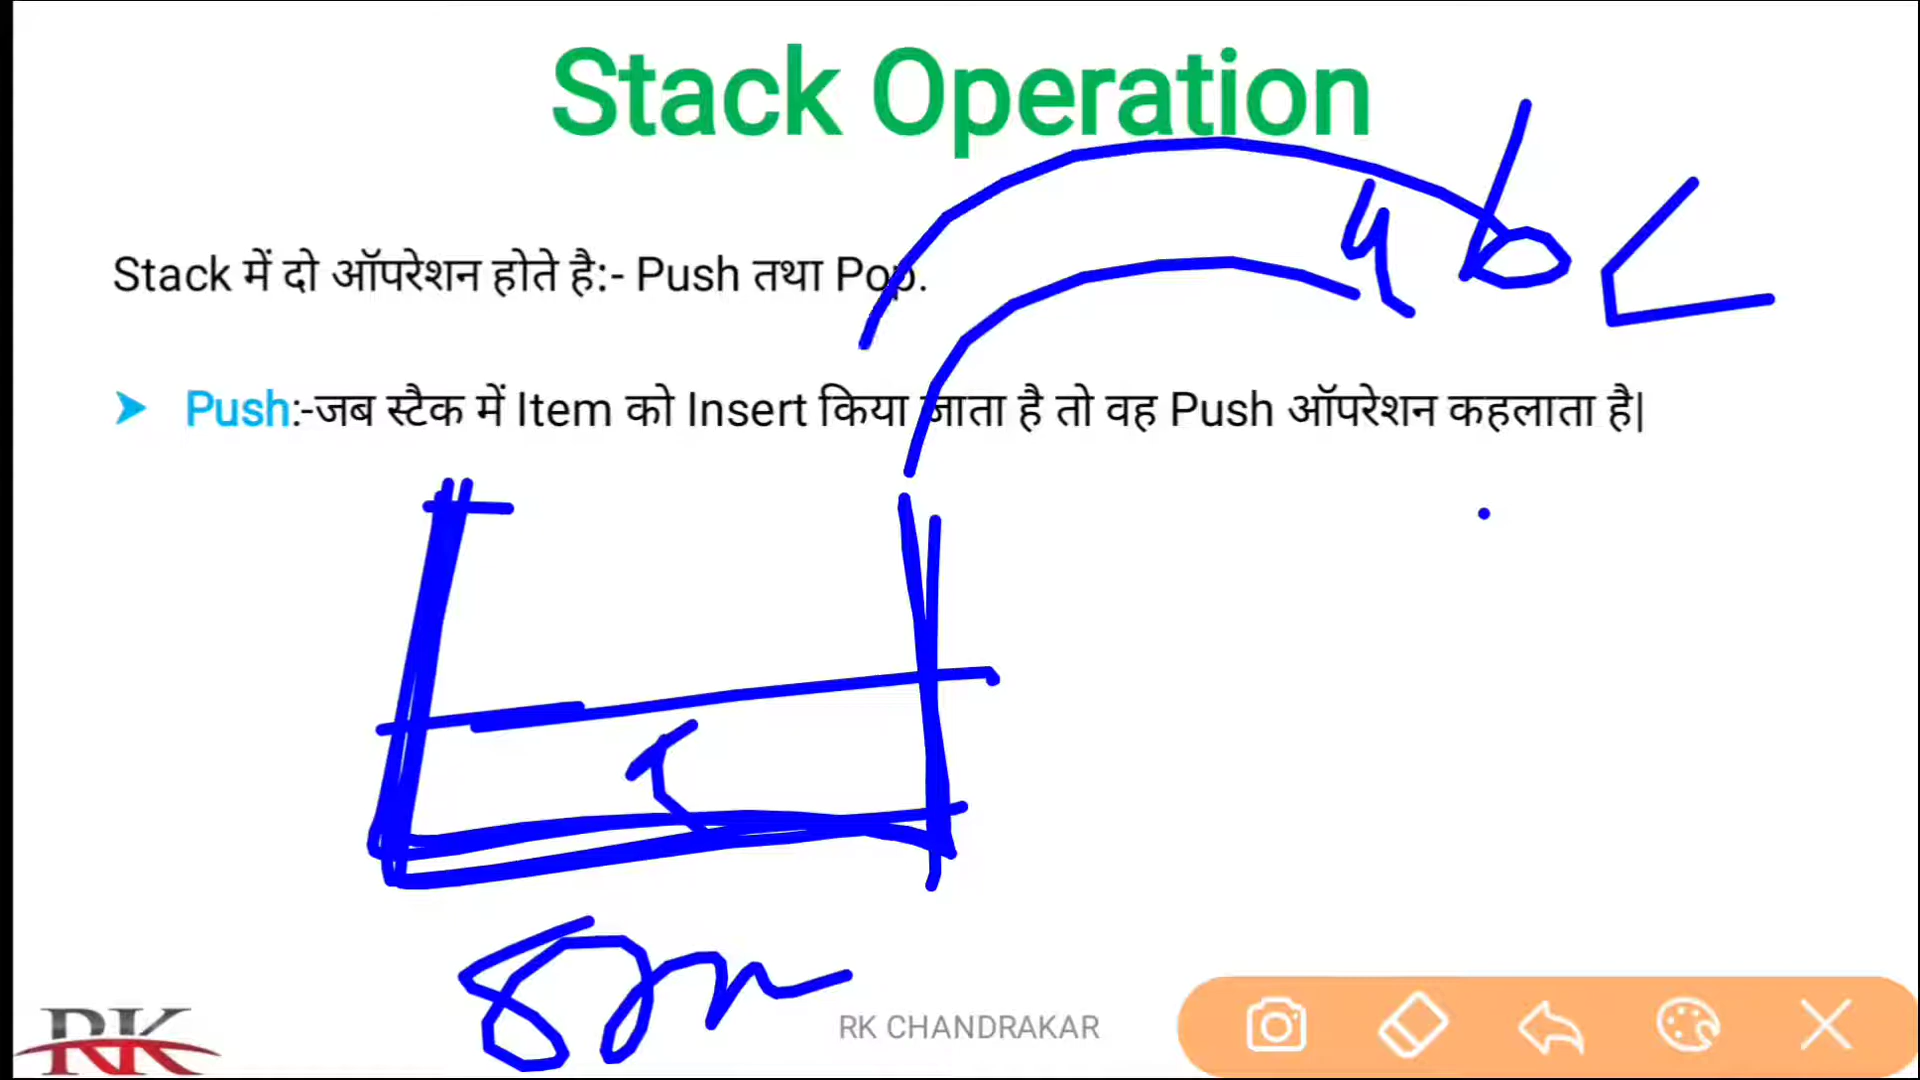 Stack Operation
a b c
Stack में दो ऑपरेशन होते है:- Push तथा Pop.
➤ Push:-जब स्टैक में Item को Insert किया जाता है तो वह Push ऑपरेशन कहलाता है|
RK CHANDRAKAR
RK